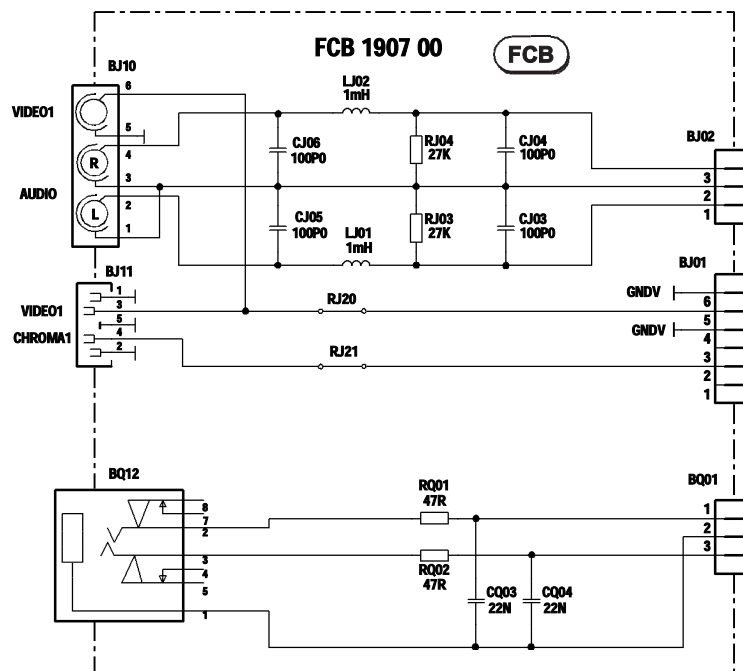 FCB 1907 00
FCB
BJ10
LJ02
1mH
6
VIDEO1
5
4
R
CJ06
100P0
RJ04
27K
CJ04
100P0
BJ02
3
AUDIO
3
2
2
L
CJ05
100P0
LJ01
1mH
RJ03
27K
CJ03
100P0
1
1
BJ11
BJ01
1
GNDV
RJ20
6
VIDEO1
3
5
GNDV
5
CHROMA1
4
4
2
RJ21
3
2
1
BQ12
RQ01
47R
BQ01
8
7
2
1
2
3
3
4
5
1
RQ02
47R
CQ03
22N
CQ04
22N